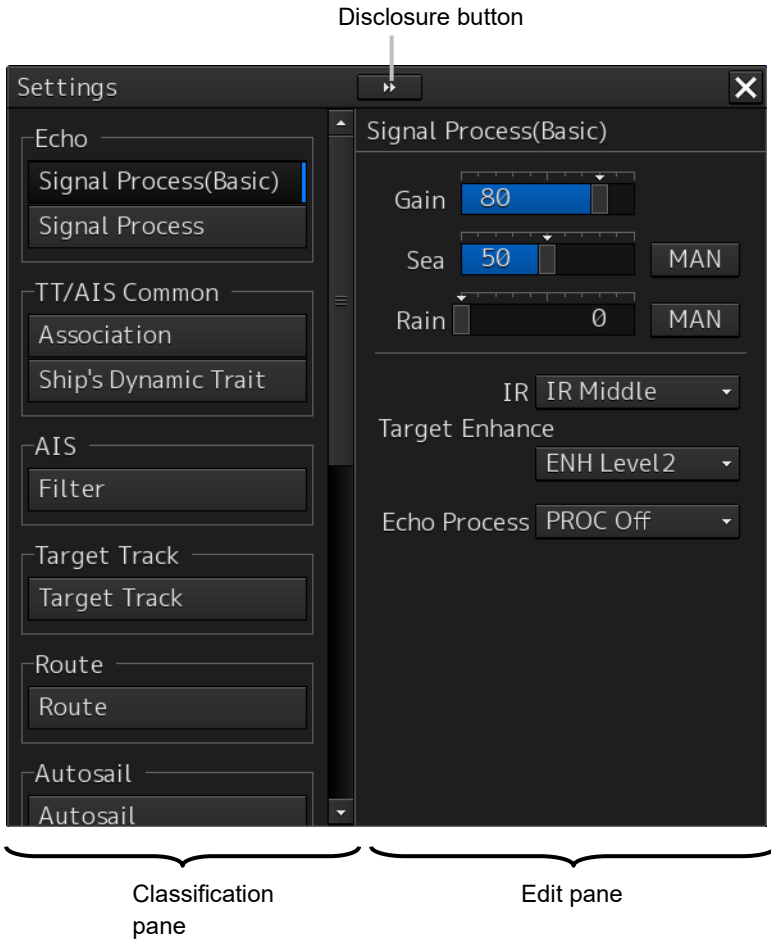 Disclosure button
Settings
Echo
Signal Process(Basic)
Signal Process
TT/AIS Common
Association
Ship's Dynamic Trait
AIS
Filter
Target Track
Target Track
Route
Route
Autosail
Autosail
Signal Process(Basic)
Gain 80
Sea 50 MAN
Rain 0 MAN
IR IR Middle
Target Enhance
ENH Level2
Echo Process PROC Off
Classification
pane
Edit pane